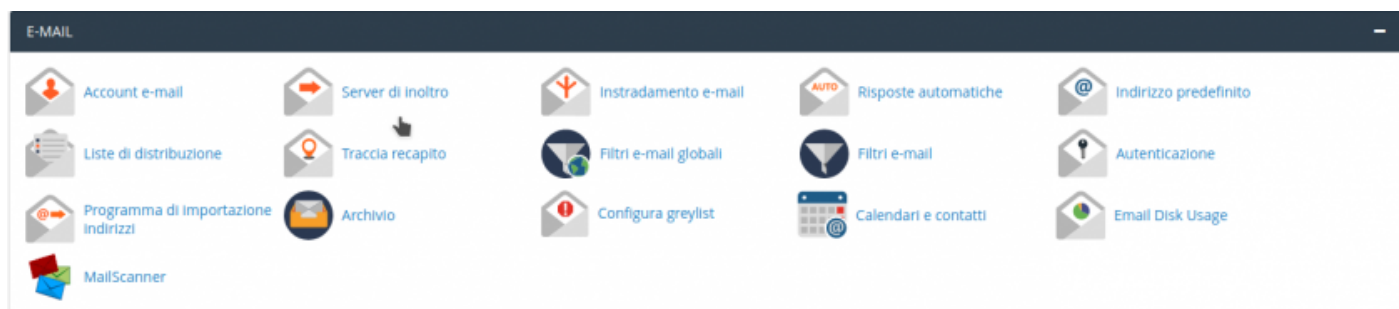 E-MAIL
Account e-mail
Server di inoltro
Instradamento e-mail
AUTO
Risposte automatiche
@
Indirizzo predefinito
Liste di distribuzione
Traccia recapito
Filtri e-mail globali
Filtri e-mail
Autenticazione
@
Programma di importazione
indirizzi
Archivio
Configura greylist
@
Calendari e contatti
Email Disk Usage
MailScanner